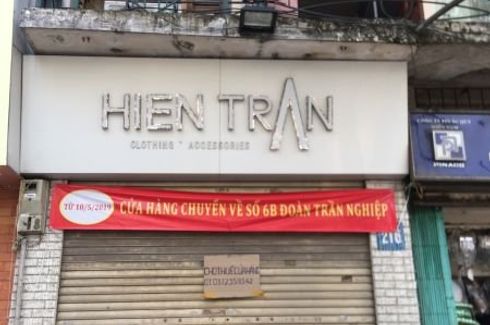 HIEN TRAN
CLOTHING * ACCESSORIES
TỪ 10/5/2019
CỬA HÀNG CHUYỂN VỀ SỐ 6B ĐOÀN TRẦN NGHIỆP
CHO THUÊ CỬA HÀNG
PINACO